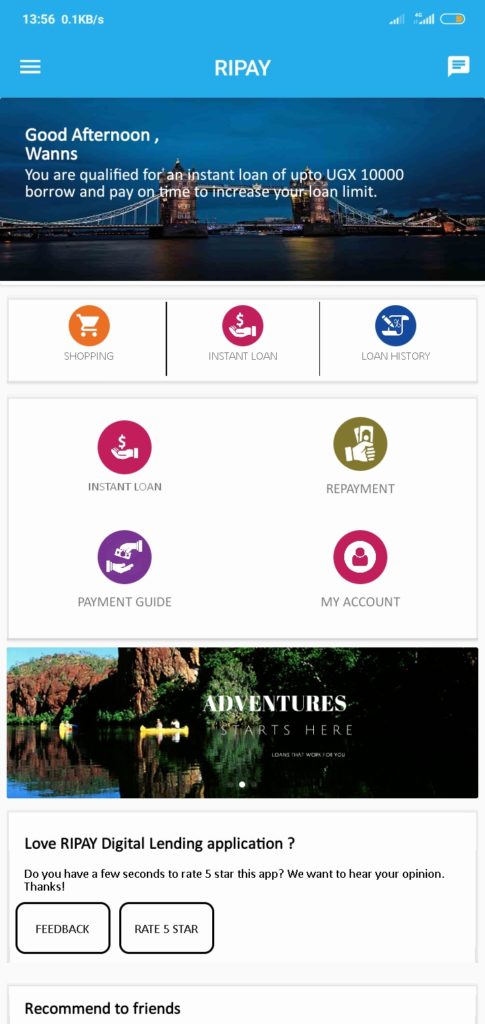 13:56 0.1KB/s
4G
RIPAY
Good Afternoon ,
Wanns
You are qualified for an instant loan of upto UGX 10000
borrow and pay on time to increase your loan limit.
SHOPPING
INSTANT LOAN
LOAN HISTORY
INSTANT LOAN
REPAYMENT
PAYMENT GUIDE
MY ACCOUNT
ADVENTURES
STARTS HERE
LOANS THAT WORK FOR YOU
Love RIPAY Digital Lending application ?
Do you have a few seconds to rate 5 star this app? We want to hear your opinion.
Thanks!
FEEDBACK
RATE 5 STAR
Recommend to friends